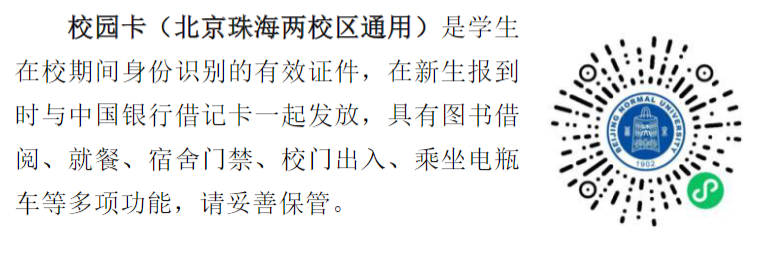 校园卡（北京珠海两校区通用）是学生
在校期间身份识别的有效证件，在新生报到
时与中国银行借记卡一起发放，具有图书借
阅、就餐、宿舍门禁、校门出入、乘坐电瓶
车等多项功能，请妥善保管。
BEIJING NORMAL UNIVERSITY
1902